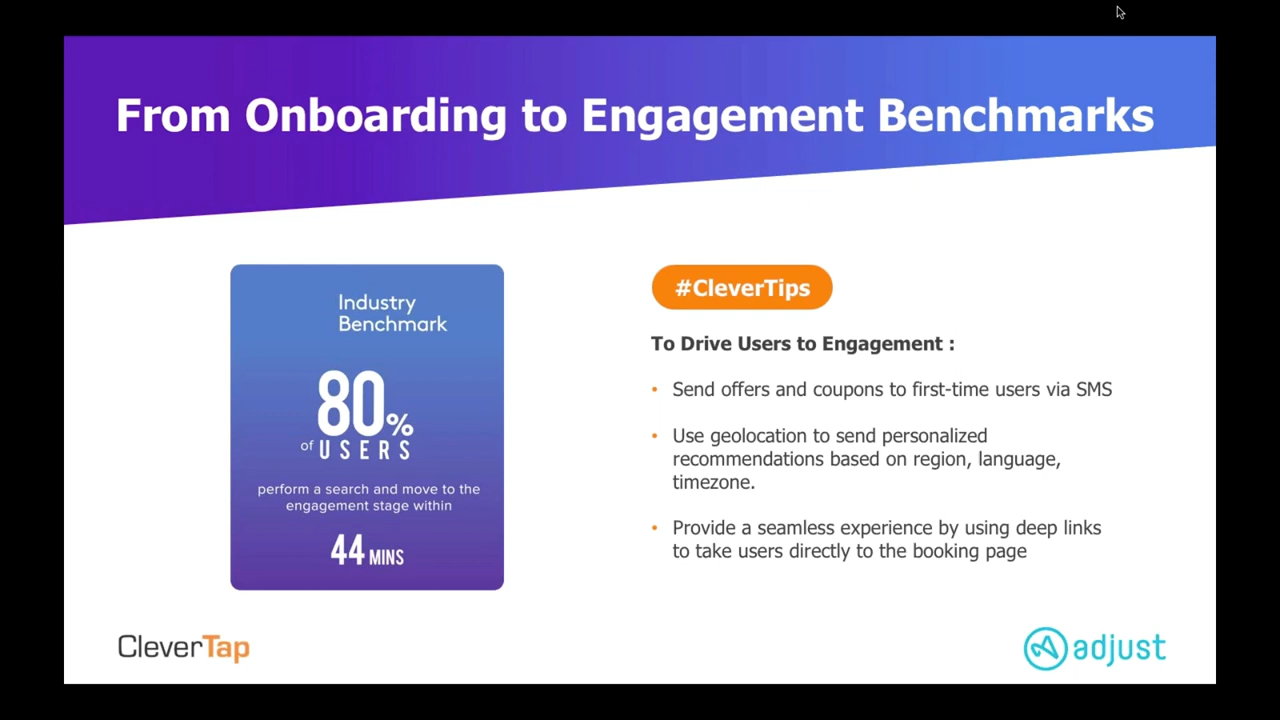 From Onboarding to Engagement Benchmarks
Industry
Benchmark
80%
of USERS
perform a search and move to the
engagement stage within
44 MINS
#CleverTips
To Drive Users to Engagement :
• Send offers and coupons to first-time users via SMS
• Use geolocation to send personalized
recommendations based on region, language,
timezone.
• Provide a seamless experience by using deep links
to take users directly to the booking page
CleverTap
adjust